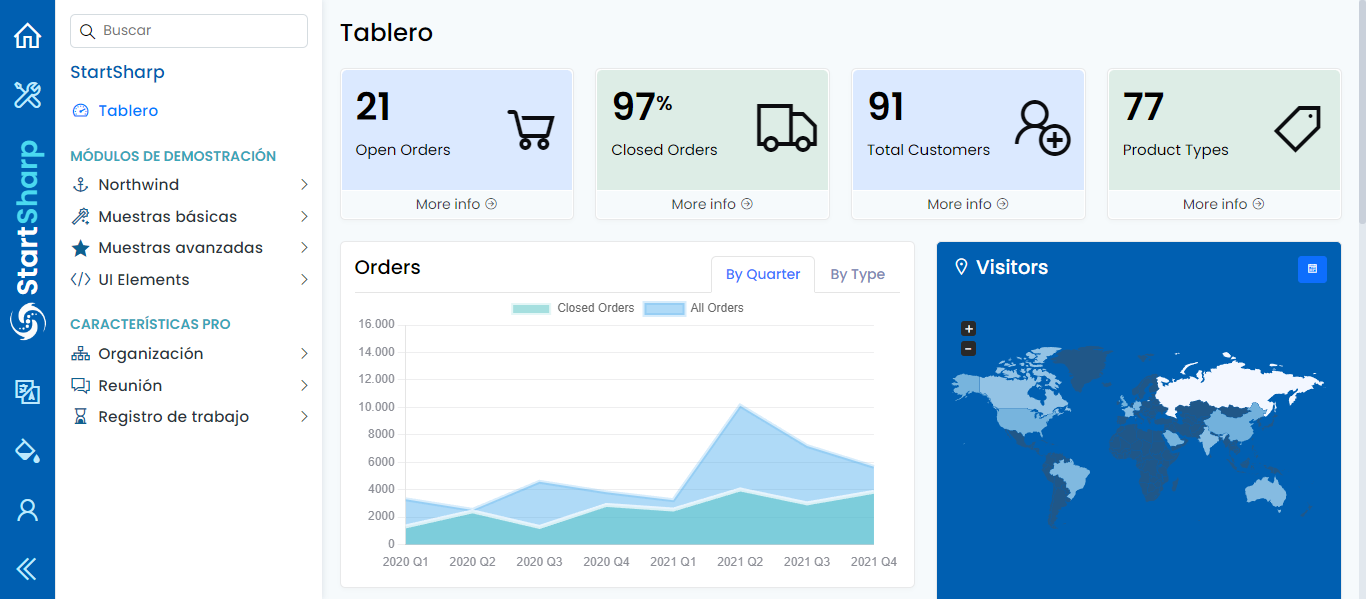 StartSharp
Buscar
StartSharp
Tablero
MÓDULOS DE DEMOSTRACIÓN
Northwind
Muestras básicas
Muestras avanzadas
UI Elements
CARACTERÍSTICAS PRO
Organización
Reunión
Registro de trabajo
Tablero
21
Open Orders
More info
97%
Closed Orders
More info
91
Total Customers
More info
77
Product Types
More info
Orders
By Quarter
By Type
Closed Orders
All Orders
16.000
14.000
12.000
10.000
8000
6000
4000
2000
0
2020 Q1
2020 Q2
2020 Q3
2020 Q4
2021 Q1
2021 Q2
2021 Q3
2021 Q4
Visitors
+
-